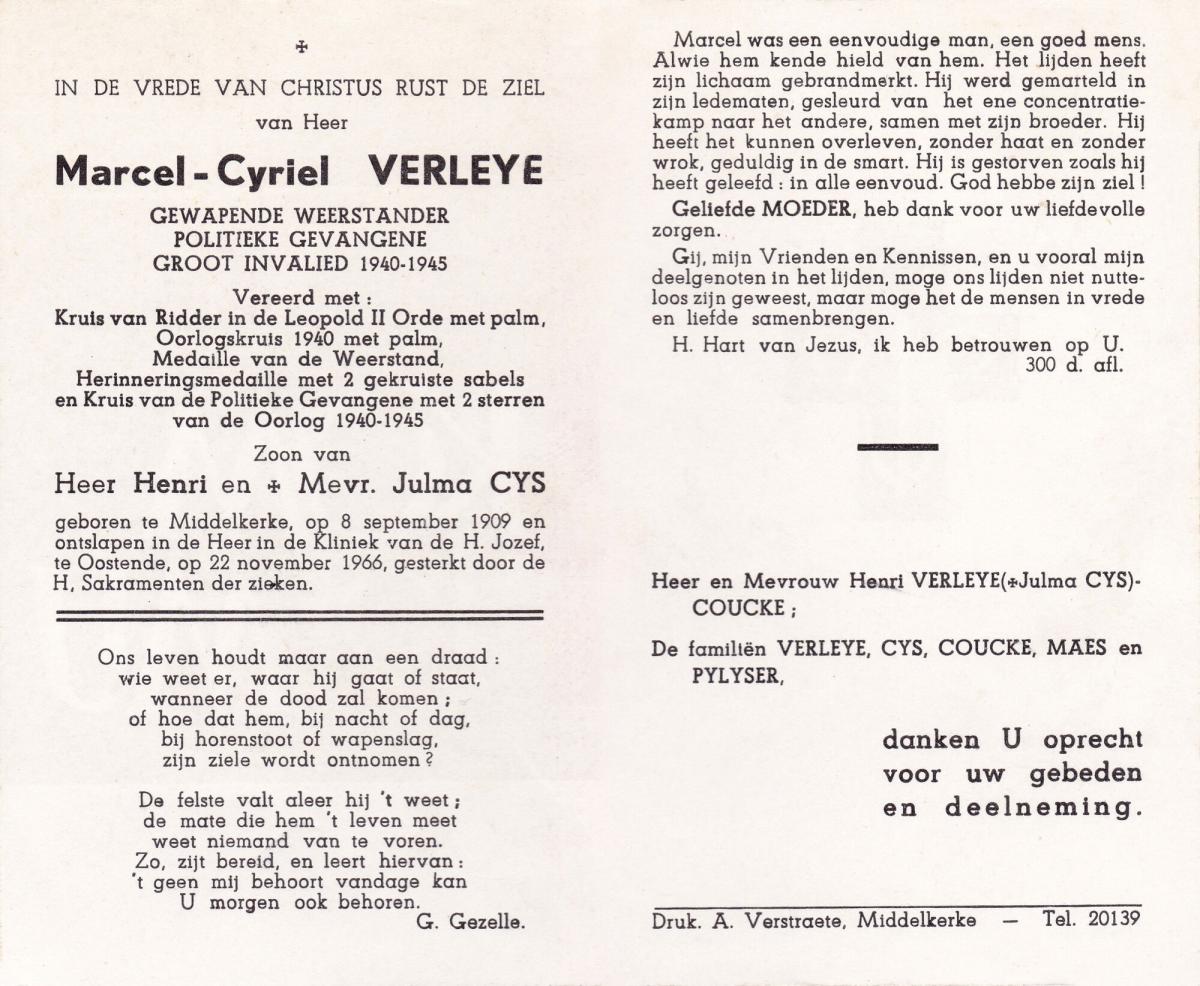 ✠
IN DE VREDE VAN CHRISTUS RUST DE ZIEL
van Heer
Marcel-Cyriel VERLEYE
GEWAPENDE WEERSTANDER
POLITIEKE GEVANGENE
GROOT INVALIED 1940-1945
Vereerd met :
Kruis van Ridder in de Leopold II Orde met palm,
Oorlogskruis 1940 met palm,
Medaille van de Weerstand,
Herinneringsmedaille met 2 gekruiste sabels
en Kruis van de Politieke Gevangene met 2 sterren
van de Oorlog 1940-1945
Zoon van
Heer Henri en ✠ Mevr. Julma CYS
geboren te Middelkerke, op 8 september 1909 en
ontslapen in de Heer in de Kliniek van de H. Jozef,
te Oostende, op 22 november 1966, gesterkt door de
H, Sakramenten der zieken.
Ons leven houdt maar aan een draad :
wie weet er, waar hij gaat of staat,
wanneer de dood zal komen ;
of hoe dat hem, bij nacht of dag,
bij horenstoot of wapenslag,
zijn ziele wordt ontnomen ?
De felste valt aleer hij 't weet ;
de mate die hem 't leven meet
weet niemand van te voren.
Zo, zijt bereid, en leert hiervan :
't geen mij behoort vandage kan
U morgen ook behoren.
G. Gezelle.
Marcel was een eenvoudige man, een goed mens.
Alwie hem kende hield van hem. Het lijden heeft
zijn lichaam gebrandmerkt. Hij werd gemarteld in
zijn ledematen, gesleurd van het ene concentratie-
kamp naar het andere, samen met zijn broeder. Hij
heeft het kunnen overleven, zonder haat en zonder
wrok, geduldig in de smart. Hij is gestorven zoals hij
heeft geleefd : in alle eenvoud. God hebbe zijn ziel !
Geliefde MOEDER, heb dank voor uw liefdevolle
zorgen.
Gij, mijn Vrienden en Kennissen, en u vooral mijn
deelgenoten in het lijden, moge ons lijden niet nutte-
loos zijn geweest, maar moge het de mensen in vrede
en liefde samenbrengen.
H. Hart van Jezus, ik heb betrouwen op U.
300 d. afl.
Heer en Mevrouw Henri VERLEYE(✠Julma CYS)-
COUCKE ;
De familiën VERLEYE, CYS, COUCKE, MAES en
PYLYSER,
danken U oprecht
voor uw gebeden
en deelneming.
Druk. A. Verstraete, Middelkerke — Tel. 20139